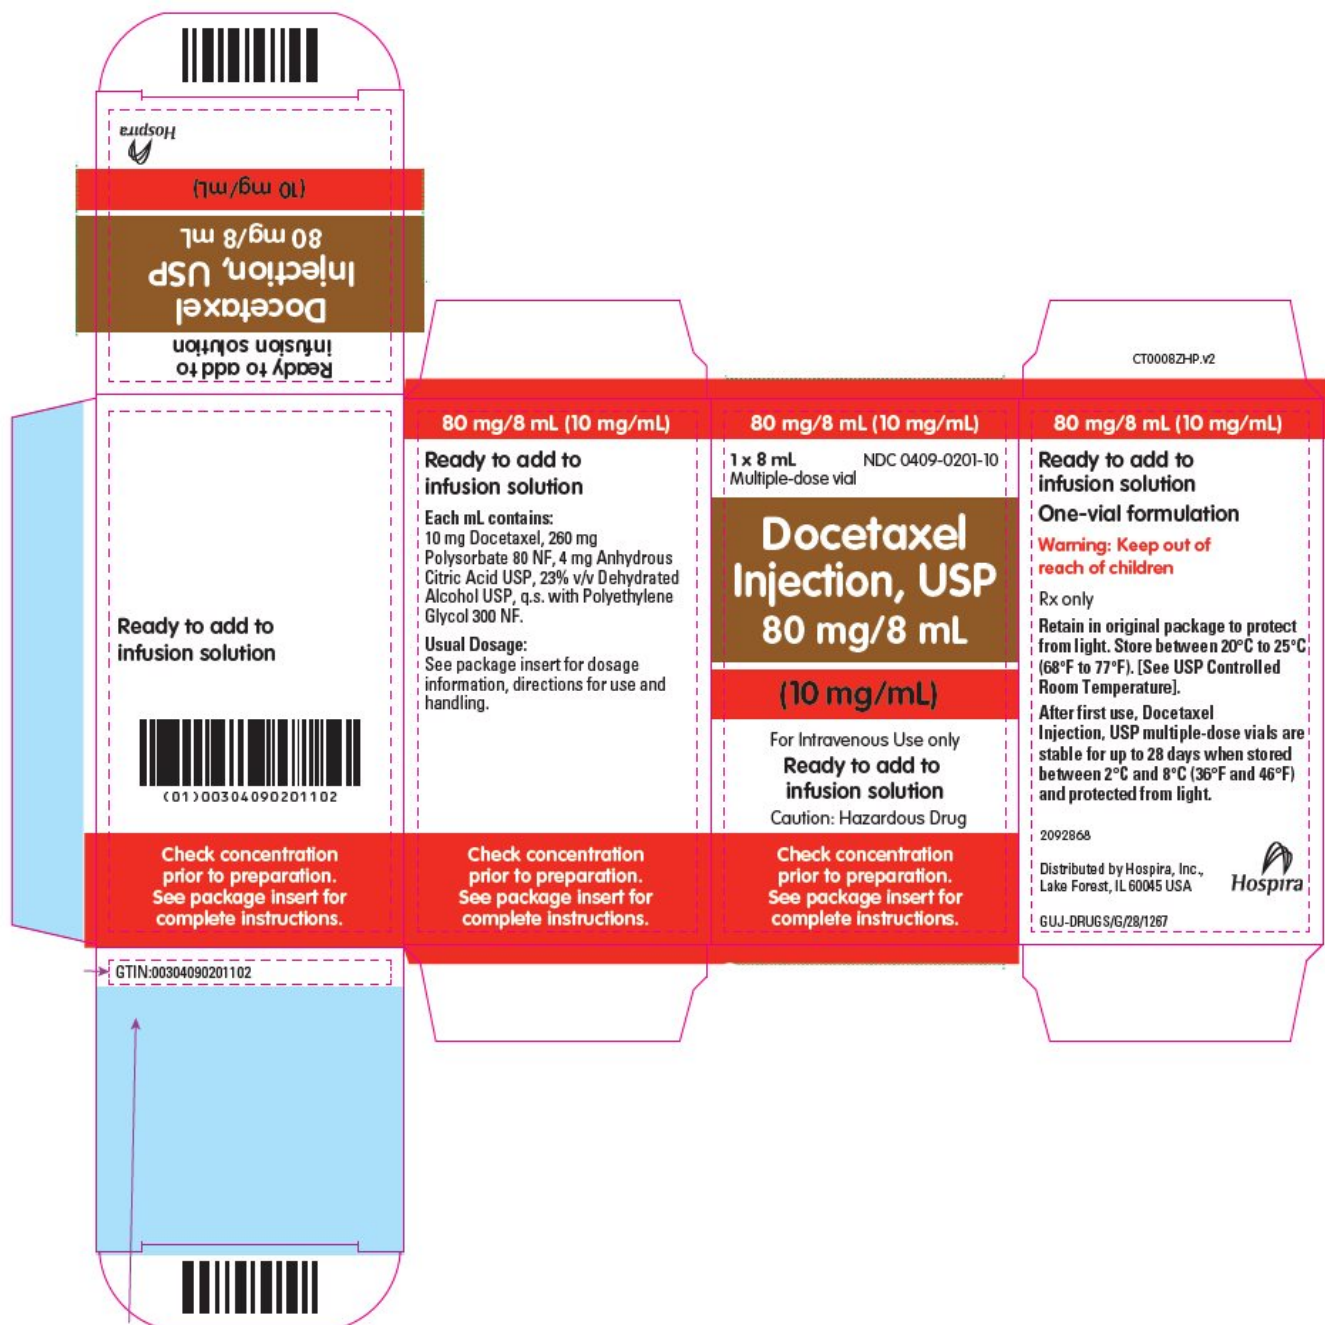 Hospira
(10 mg/mL)
80 mg/8 mL
Injection, USP
Docetaxel
infusion solution
Ready to add to
Ready to add to
infusion solution
(01)00304090201102
Check concentration
prior to preparation.
See package insert for
complete instructions.
GTIN:00304090201102
80 mg/8 mL (10 mg/mL)
Ready to add to
infusion solution
Each mL contains:
10 mg Docetaxel, 260 mg
Polysorbate 80 NF, 4 mg Anhydrous
Citric Acid USP, 23% v/v Dehydrated
Alcohol USP, q.s. with Polyethylene
Glycol 300 NF.
Usual Dosage:
See package insert for dosage
information, directions for use and
handling.
Check concentration
prior to preparation.
See package insert for
complete instructions.
80 mg/8 mL (10 mg/mL)
1 x 8 mL NDC 0409-0201-10
Multiple-dose vial
Docetaxel
Injection, USP
80 mg/8 mL
(10 mg/mL)
For Intravenous Use only
Ready to add to
infusion solution
Caution: Hazardous Drug
Check concentration
prior to preparation.
See package insert for
complete instructions.
CT0008ZHP.v2
80 mg/8 mL (10 mg/mL)
Ready to add to
infusion solution
One-vial formulation
Warning: Keep out of
reach of children
Rx only
Retain in original package to protect
from light. Store between 20°C to 25°C
(68°F to 77°F). [See USP Controlled
Room Temperature].
After first use, Docetaxel
Injection, USP multiple-dose vials are
stable for up to 28 days when stored
between 2°C and 8°C (36°F and 46°F)
and protected from light.
2092868
Distributed by Hospira, Inc.,
Lake Forest, IL 60045 USA
Hospira
GUJ-DRUGS/G/28/1267